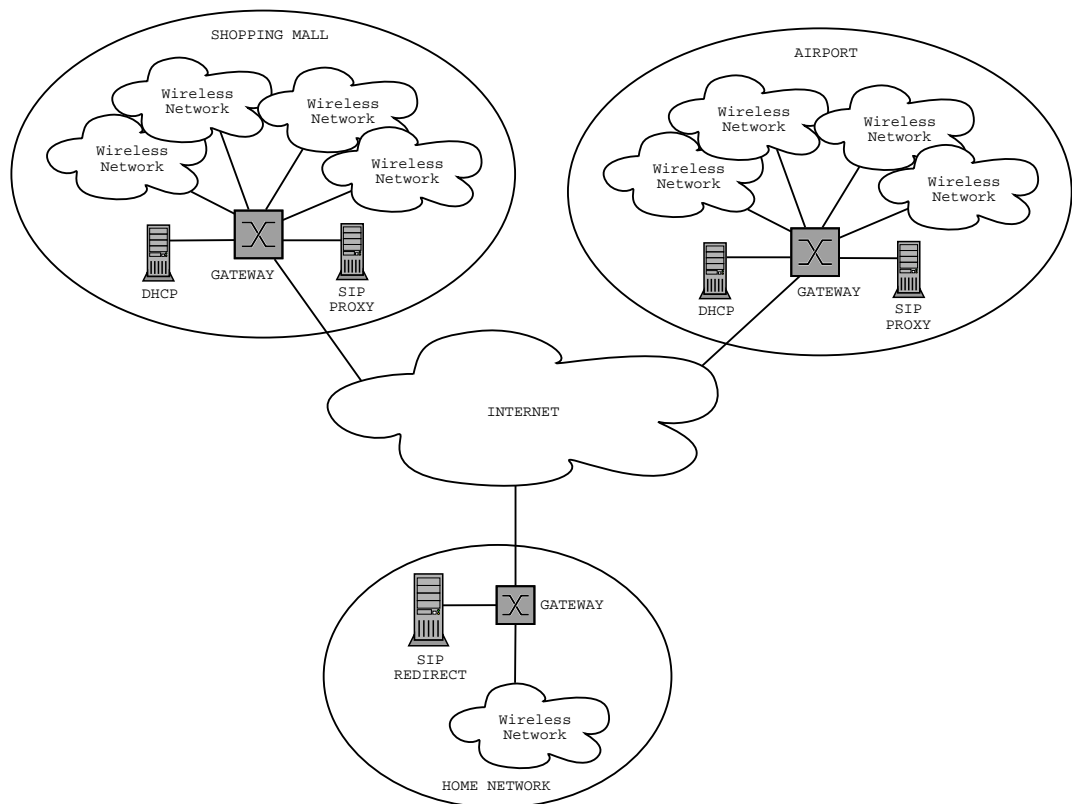 SHOPPING MALL
Wireless
Network
Wireless
Network
Wireless
Network
Wireless
Network
DHCP
GATEWAY
SIP
PROXY
AIRPORT
Wireless
Network
Wireless
Network
Wireless
Network
Wireless
Network
DHCP
GATEWAY
SIP
PROXY
INTERNET
GATEWAY
SIP
REDIRECT
Wireless
Network
HOME NETWORK